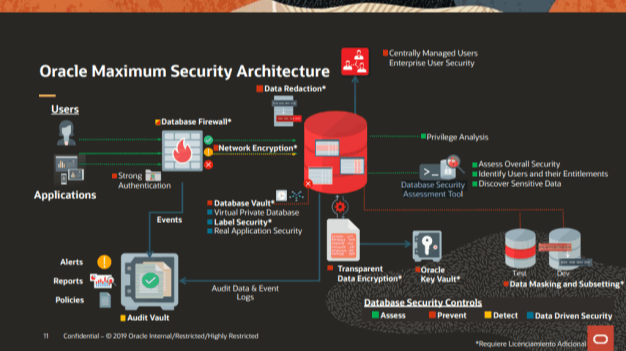 Oracle Maximum Security Architecture
Centrally Managed Users
Enterprise User Security
Data Redaction*
Users
Database Firewall*
Network Encryption*
Privilege Analysis
Applications
Strong
Authentication
>_
Database Security
Assessment Tool
Assess Overall Security
Identify Users and their Entitlements
Discover Sensitive Data
Database Vault*
Virtual Private Database
Label Security*
Real Application Security
Events
Alerts
Reports
Policies
Audit Vault
Audit Data & Event
Logs
Transparent
Data Encryption*
Oracle
Key Vault*
Test
Dev
Data Masking and Subsetting*
Database Security Controls
Assess
Prevent
Detect
Data Driven Security
11
Confidential – © 2019 Oracle Internal/Restricted/Highly Restricted
*Requiere Licenciamiento Adicional